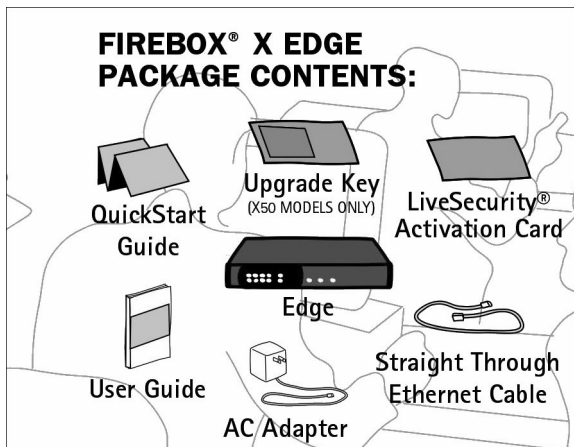 FIREBOX® X EDGE
PACKAGE CONTENTS:
QuickStart
Guide
Upgrade Key
(X50 MODELS ONLY)
LiveSecurity®
Activation Card
Edge
User Guide
AC Adapter
Straight Through
Ethernet Cable